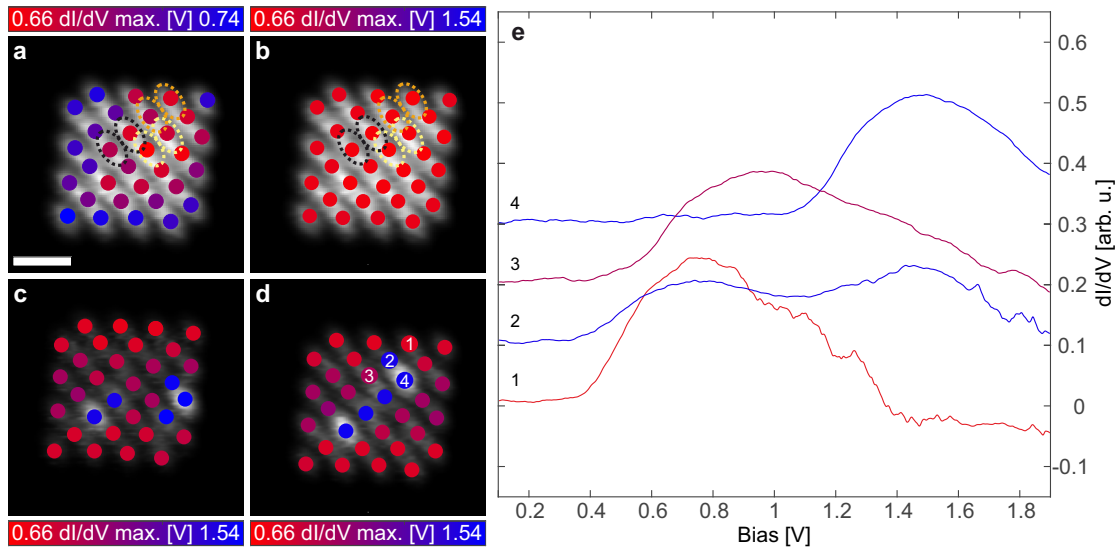 0.66 dI/dV max. [V] 0.74
0.66 dI/dV max. [V] 1.54
a
b
c
d
1
2
3
4
0.66 dI/dV max. [V] 1.54
0.66 dI/dV max. [V] 1.54
e
4
3
2
1
0.6
0.5
0.4
0.3
0.2
0.1
0
-0.1
dI/dV [arb. u.]
0.2 0.4 0.6 0.8 1 1.2 1.4 1.6 1.8
Bias [V]